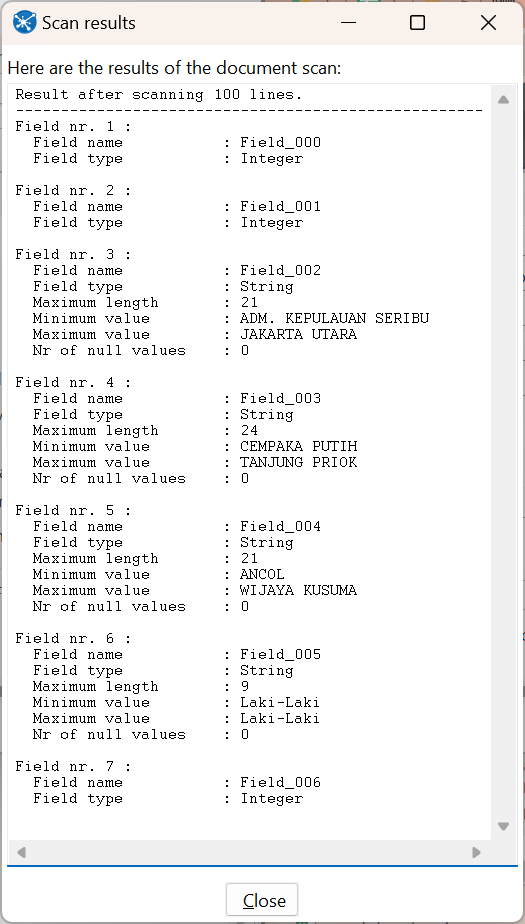 Scan results
Here are the results of the document scan:
Result after scanning 100 lines.
----------------------------------------------------
Field nr. 1 :
  Field name           : Field_000
  Field type           : Integer

Field nr. 2 :
  Field name           : Field_001
  Field type           : Integer

Field nr. 3 :
  Field name           : Field_002
  Field type           : String
  Maximum length       : 21
  Minimum value        : ADM. KEPULAUAN SERIBU
  Maximum value        : JAKARTA UTARA
  Nr of null values    : 0

Field nr. 4 :
  Field name           : Field_003
  Field type           : String
  Maximum length       : 24
  Minimum value        : CEMPAKA PUTIH
  Maximum value        : TANJUNG PRIOK
  Nr of null values    : 0

Field nr. 5 :
  Field name           : Field_004
  Field type           : String
  Maximum length       : 21
  Minimum value        : ANCOL
  Maximum value        : WIJAYA KUSUMA
  Nr of null values    : 0

Field nr. 6 :
  Field name           : Field_005
  Field type           : String
  Maximum length       : 9
  Minimum value        : Laki-Laki
  Maximum value        : Laki-Laki
  Nr of null values    : 0

Field nr. 7 :
  Field name           : Field_006
  Field type           : Integer
Close